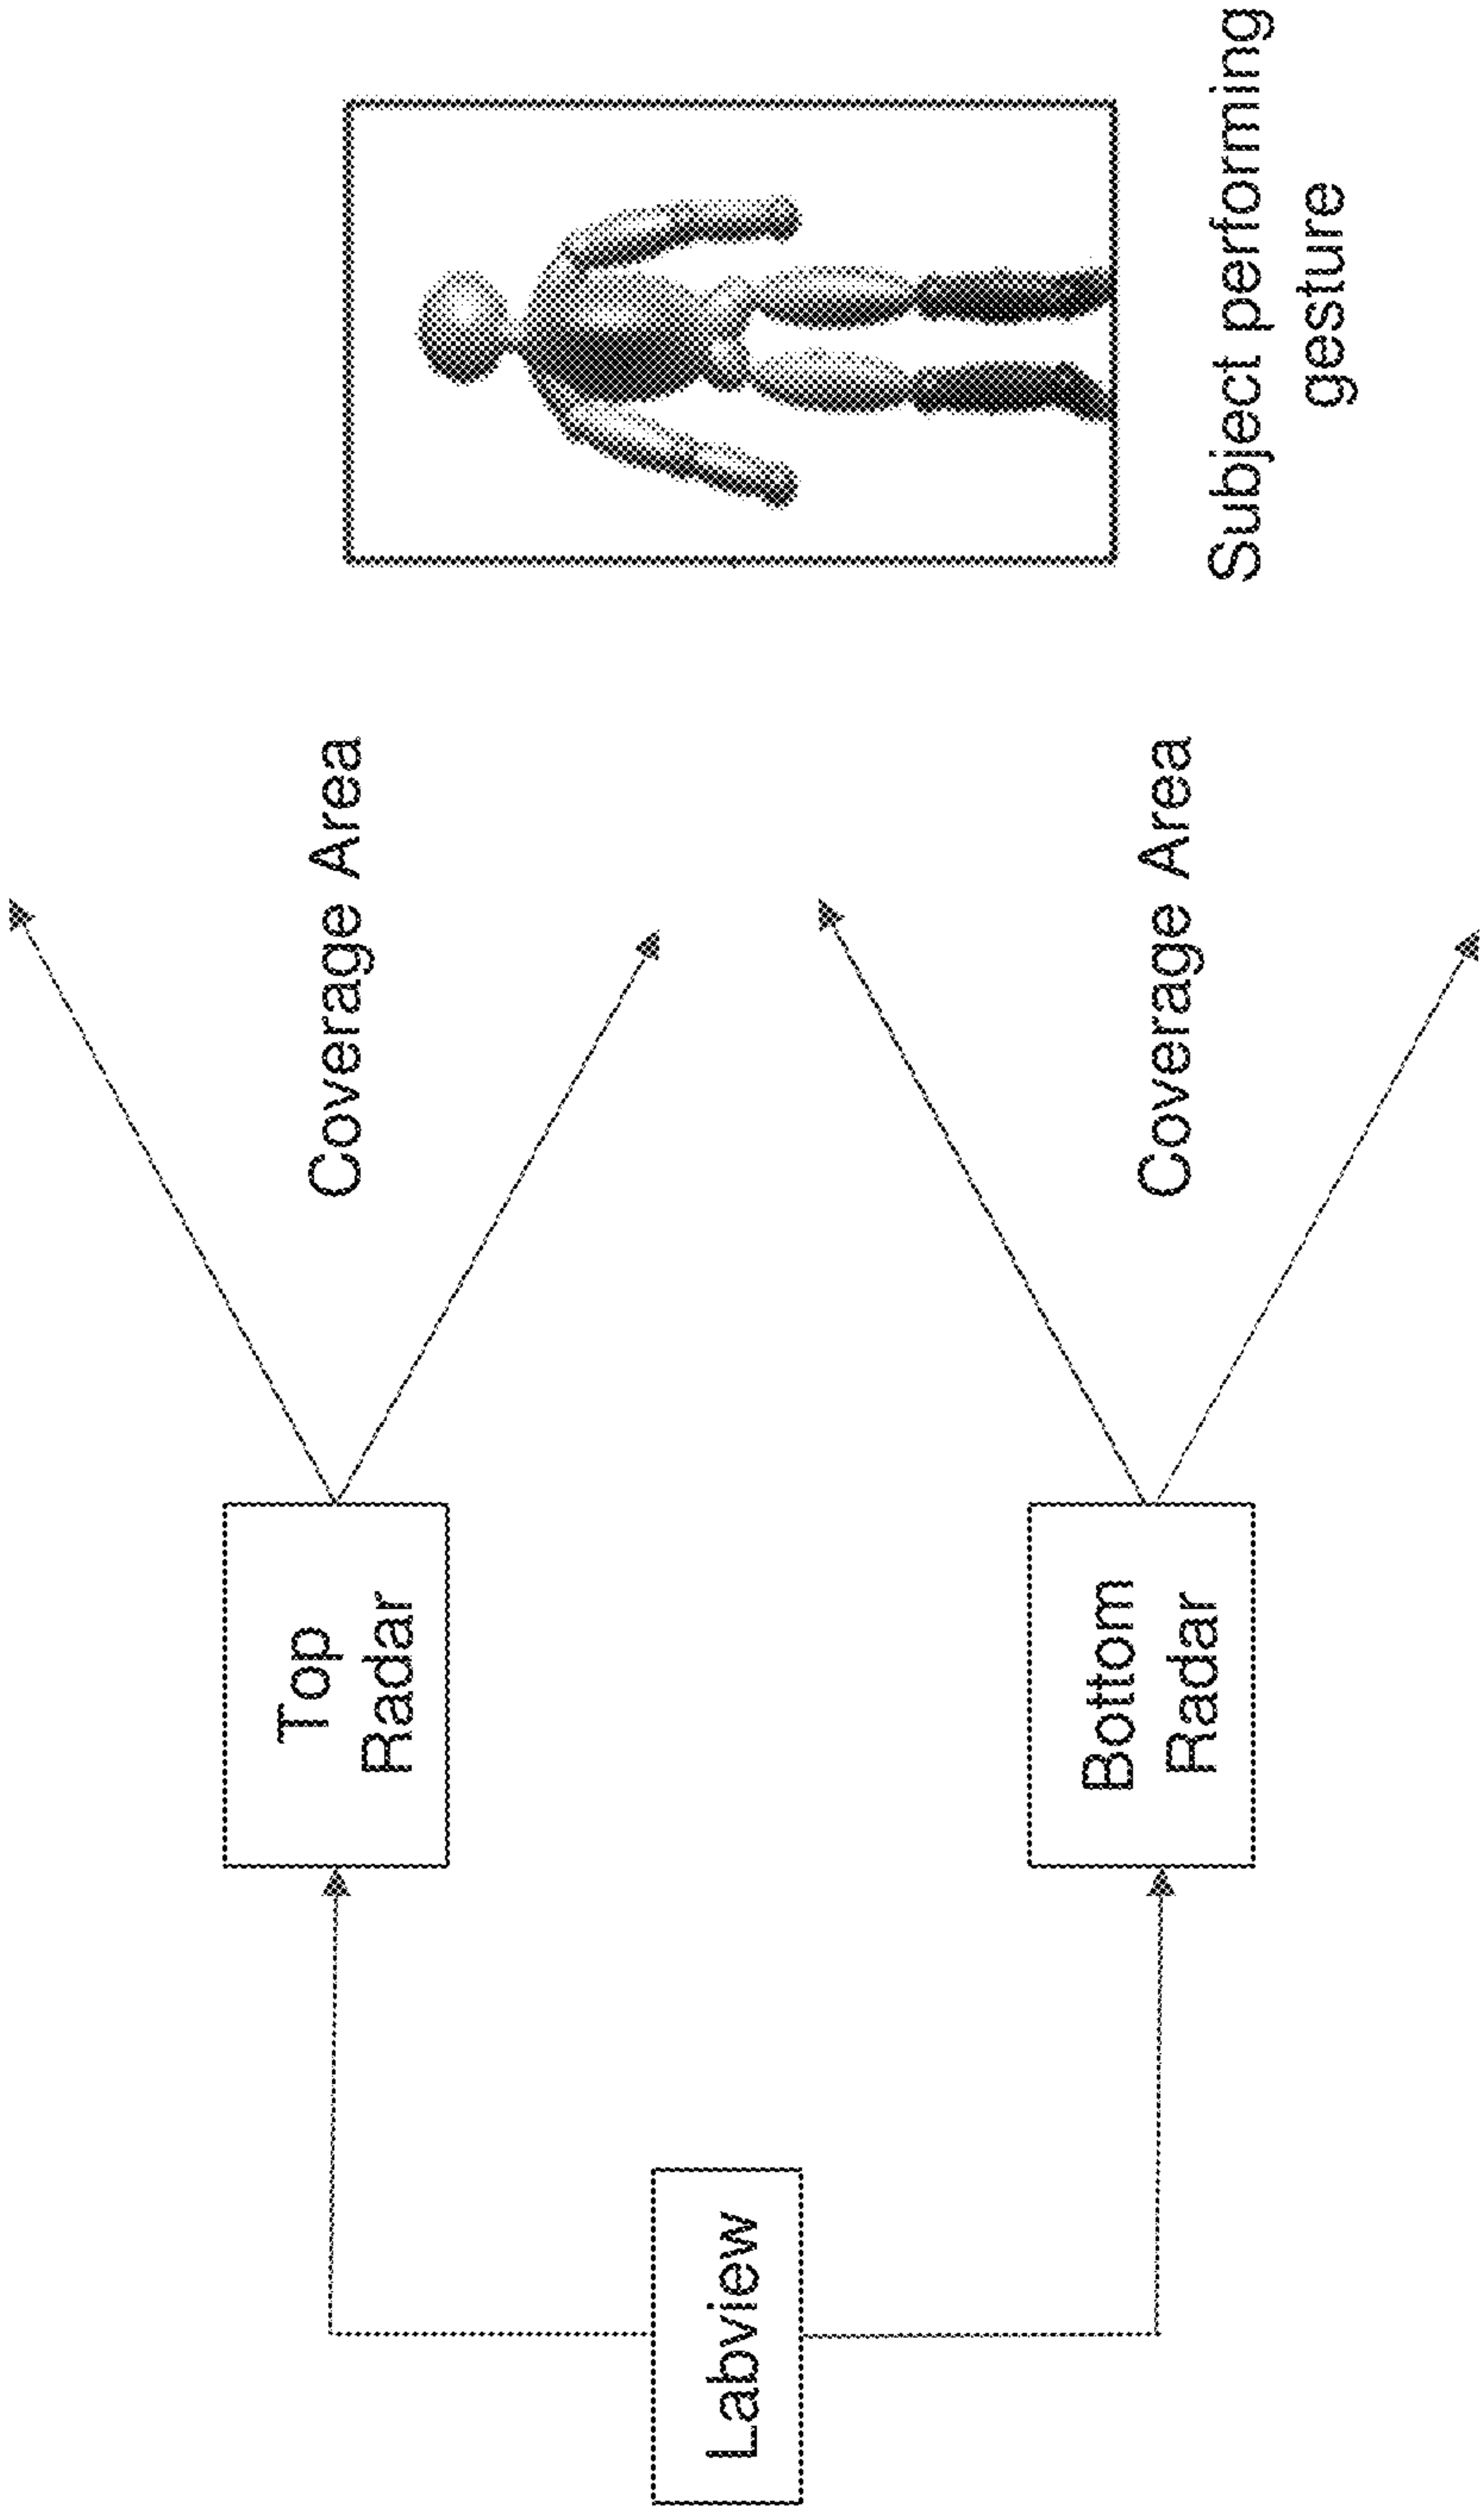 Labview
Top
Radar
Bottom
Radar
Coverage Area
Coverage Area
Subject performing
gesture